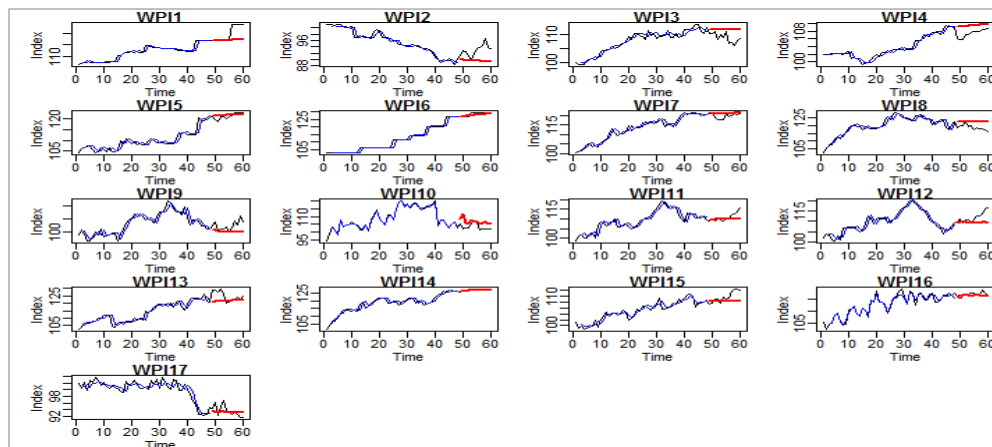 WPI1 WPI2 WPI3 WPI4
Index 110
Index 88 96
Index 100 110
Index 100 108
0 10 20 30 40 50 60 0 10 20 30 40 50 60 0 10 20 30 40 50 60 0 10 20 30 40 50 60
Time Time Time Time
WPI5 WPI6 WPI7 WPI8
Index 105 120
Index 105 125
Index 100 115
Index 105 125
0 10 20 30 40 50 60 0 10 20 30 40 50 60 0 10 20 30 40 50 60 0 10 20 30 40 50 60
Time Time Time Time
WPI9 WPI10 WPI11 WPI12
Index 100
Index 95 110
Index 100 115
Index 100 115
0 10 20 30 40 50 60 0 10 20 30 40 50 60 0 10 20 30 40 50 60 0 10 20 30 40 50 60
Time Time Time Time
WPI13 WPI14 WPI15 WPI16
Index 105 125
Index 105 125
Index 100 110
Index 105
0 10 20 30 40 50 60 0 10 20 30 40 50 60 0 10 20 30 40 50 60 0 10 20 30 40 50 60
Time Time Time Time
WPI17
Index 92 98
0 10 20 30 40 50 60
Time